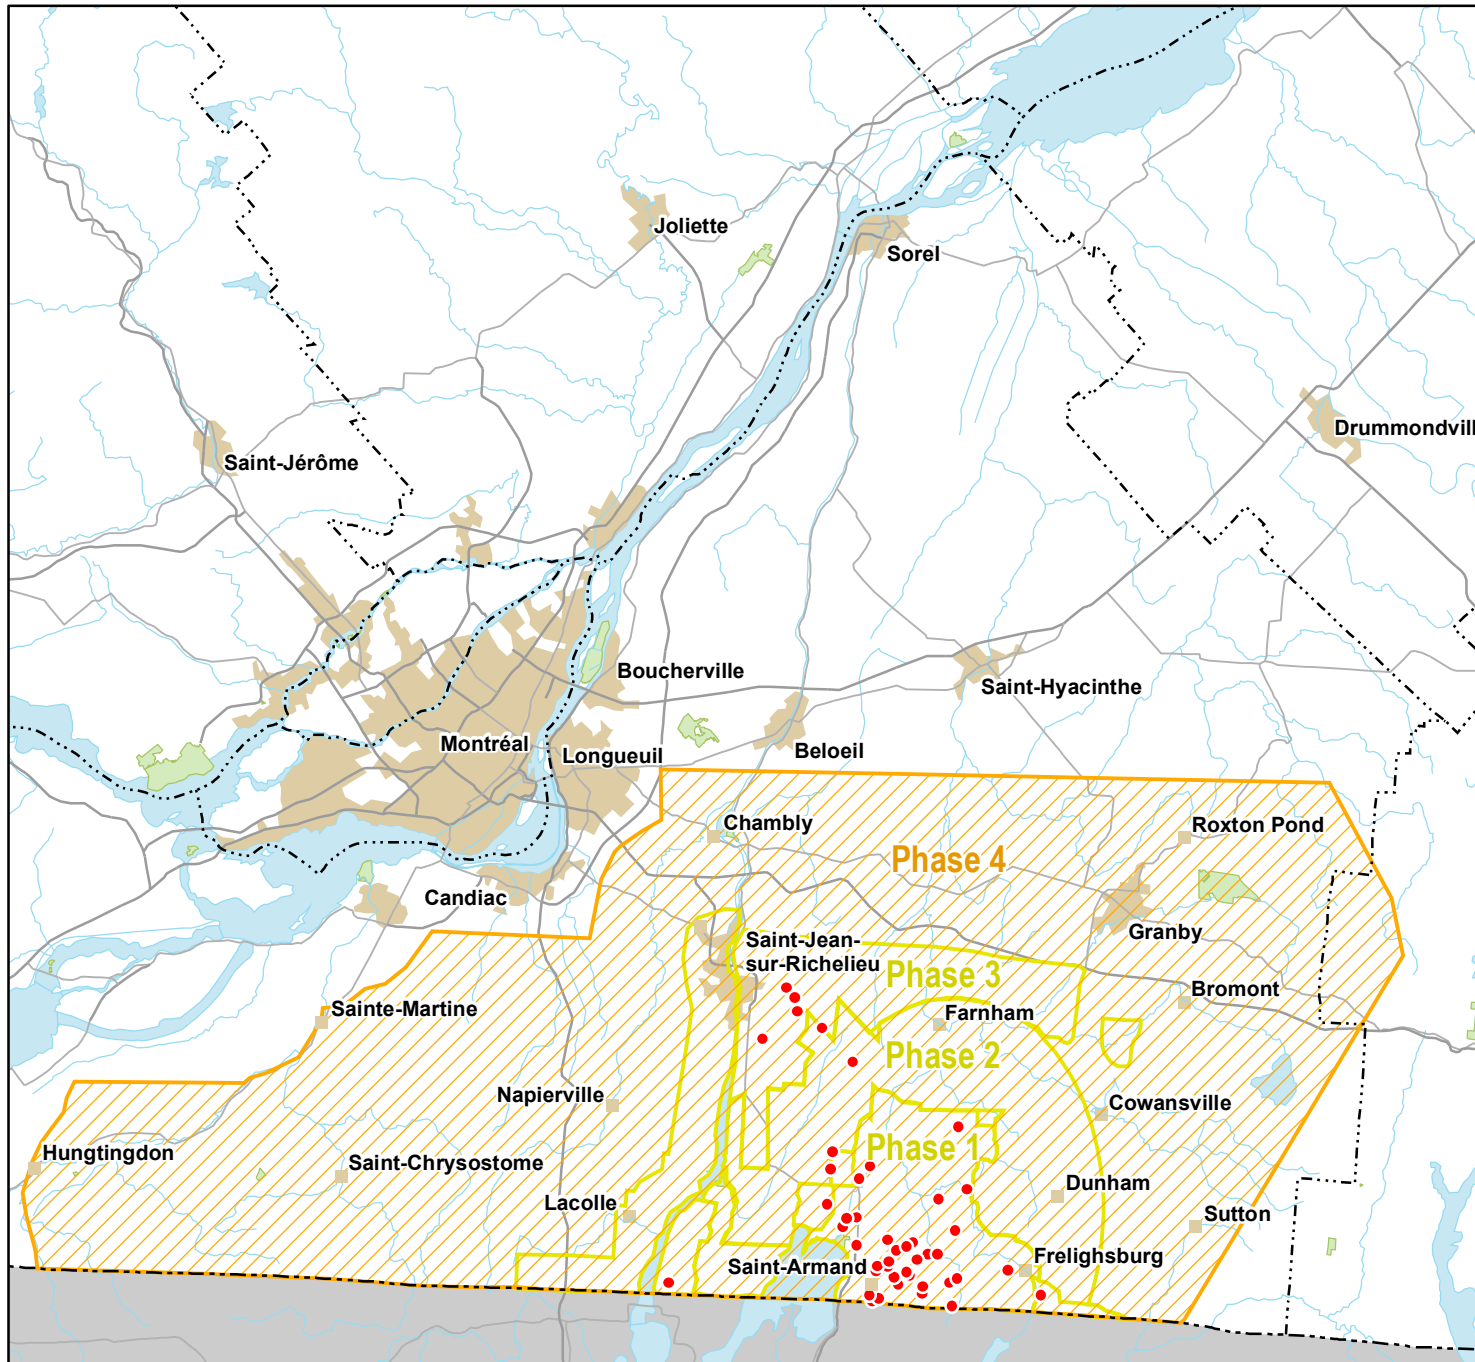 Joliette
Sorel
Drummondvill
Saint-Jérôme
Boucherville
Saint-Hyacinthe
Montréal
Longueuil
Beloeil
Chambly
Roxton Pond
Phase 4
Candiac
Granby
Saint-Jean-
sur-Richelieu
Phase 3
Bromont
Sainte-Martine
Farnham
Phase 2
Napierville
Cowansville
Phase 1
Hungtingdon
Saint-Chrysostome
Dunham
Lacolle
Sutton
Frelighsburg
Saint-Armand